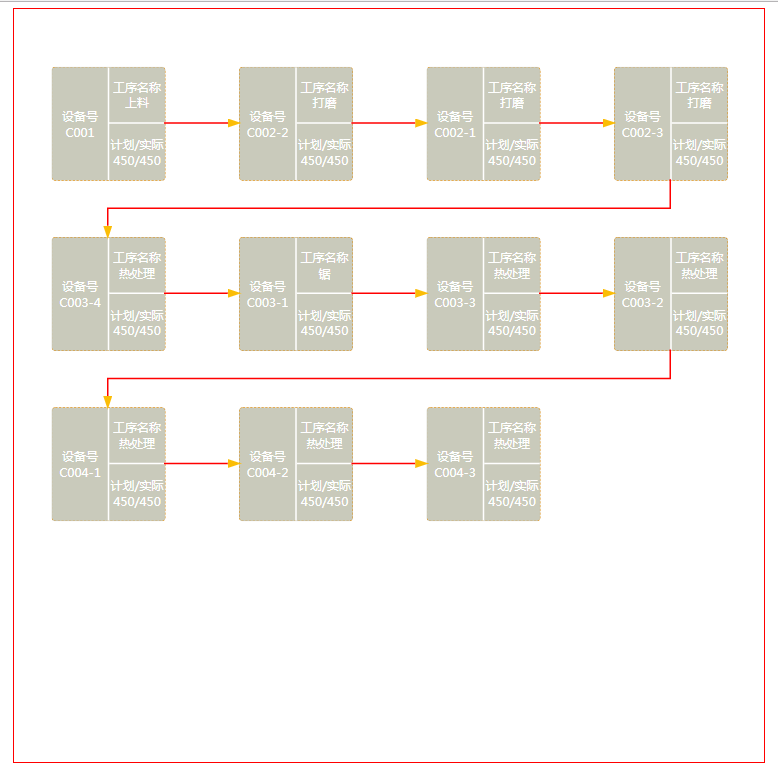 设备号
C001
工序名称
上料
计划/实际
450/450
设备号
C002-2
工序名称
打磨
计划/实际
450/450
设备号
C002-1
工序名称
打磨
计划/实际
450/450
设备号
C002-3
工序名称
打磨
计划/实际
450/450
设备号
C003-4
工序名称
热处理
计划/实际
450/450
设备号
C003-1
工序名称
锯
计划/实际
450/450
设备号
C003-3
工序名称
热处理
计划/实际
450/450
设备号
C003-2
工序名称
热处理
计划/实际
450/450
设备号
C004-1
工序名称
热处理
计划/实际
450/450
设备号
C004-2
工序名称
热处理
计划/实际
450/450
设备号
C004-3
工序名称
热处理
计划/实际
450/450